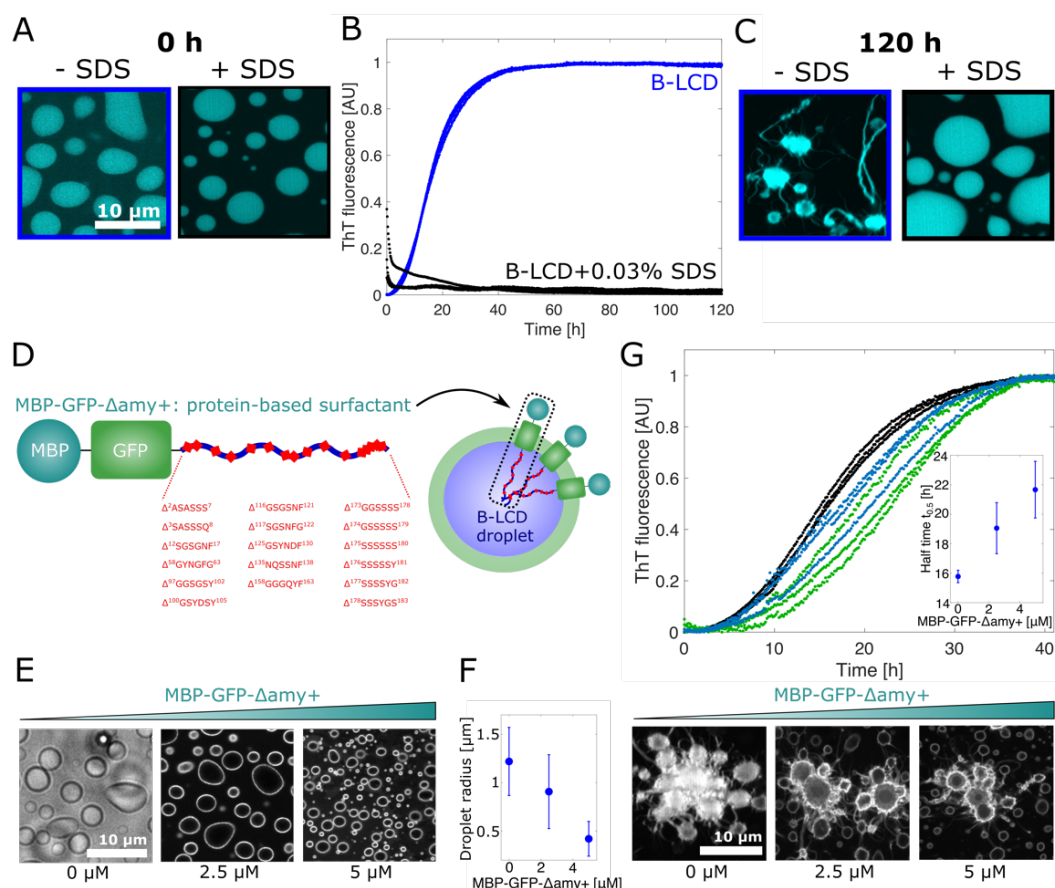 A
0 h
- SDS
+ SDS
10 µm
B
ThT fluorescence [AU]
1
0.8
0.6
0.4
0.2
0
B-LCD
B-LCD+0.03% SDS
0 20 40 60 80 100 120
Time [h]
C
120 h
- SDS
+ SDS
D
MBP-GFP-Δamy+: protein-based surfactant
MBP
GFP
B-LCD
droplet
Δ²ASASSS⁷
Δ³SASSSQ⁸
Δ¹²SGSGNF¹⁷
Δ⁵⁸GYNGFG⁶³
Δ⁹⁷GGSGSY¹⁰²
Δ¹⁰⁰GSYDSY¹⁰⁵
Δ¹¹⁶GSGSNF¹²¹
Δ¹¹⁷SGSNFG¹²²
Δ¹²⁵GSYNDF¹³⁰
Δ¹⁵⁸GGGQYF¹⁶³
Δ¹⁷³GGSSSS¹⁷⁸
Δ¹⁷⁴GSSSSS¹⁷⁹
Δ¹⁷⁵SSSSSS¹⁸⁰
Δ¹⁷⁶SSSSSY¹⁸¹
Δ¹⁷⁷SSSSYG¹⁸²
Δ¹⁷⁸SSSYGS¹⁸³
G
ThT fluorescence [AU]
1
0.8
0.6
0.4
0.2
0
0 10 20 30 40
Time [h]
Half time t0.5 [h]
24
22
20
18
16
14
0 2 4
MBP-GFP-Δamy+ [µM]
E
MBP-GFP-Δamy+
10 µm
0 µM
2.5 µM
5 µM
F
Droplet radius [µm]
1.5
1
0.5
0 2 4
MBP-GFP-Δamy+ [µM]
MBP-GFP-Δamy+
10 µm
0 µM
2.5 µM
5 µM